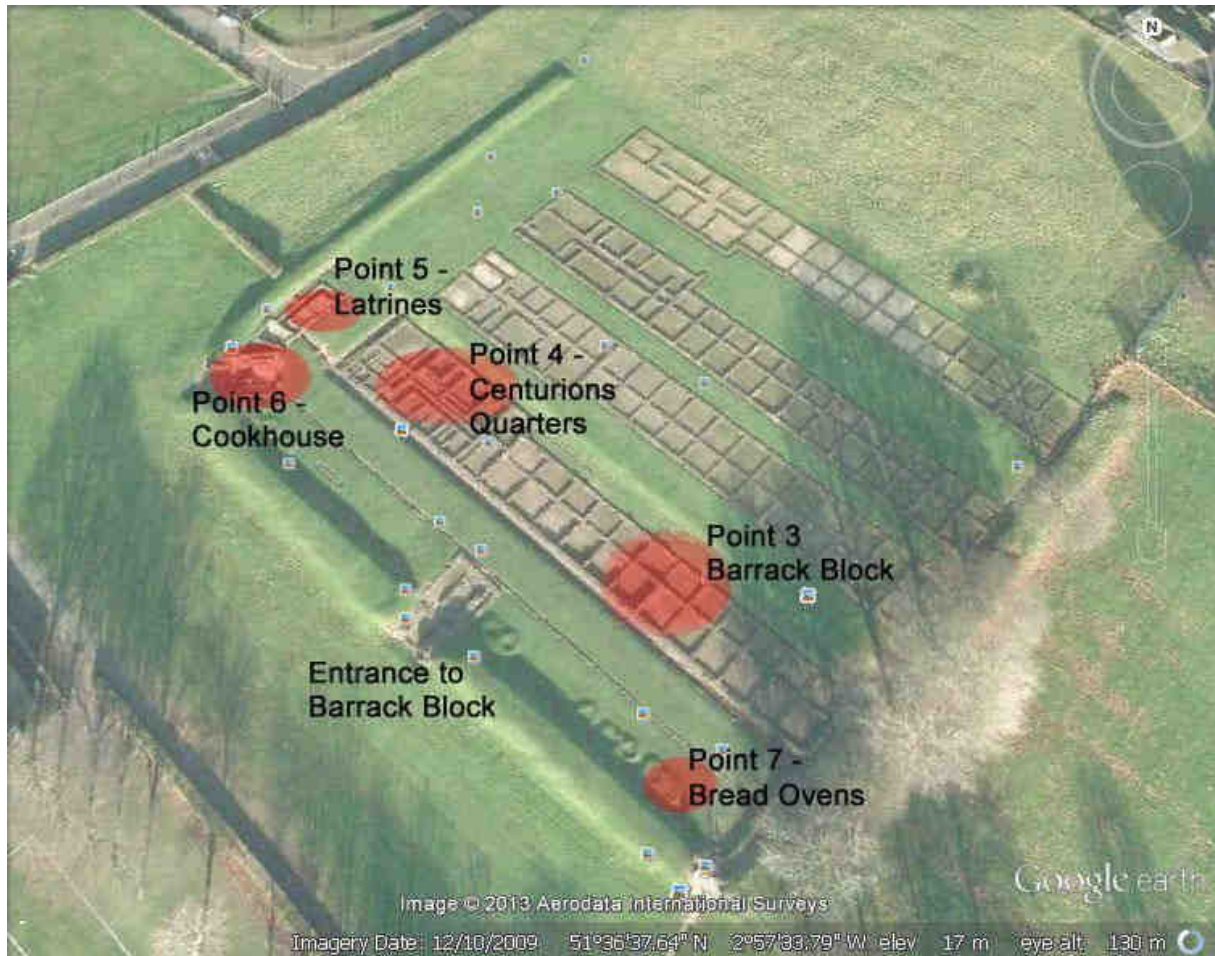 N
Point 5 -
Latrines
Point 4 -
Centurions
Quarters
Point 6 -
Cookhouse
Point 3
Barrack Block
Entrance to
Barrack Block
Point 7 -
Bread Ovens
Google earth
Image © 2013 Aerodata International Surveys
Imagery Date: 12/10/2009 51°36'37.64" N 2°57'33.79" W elev 17 m eye alt 130 m